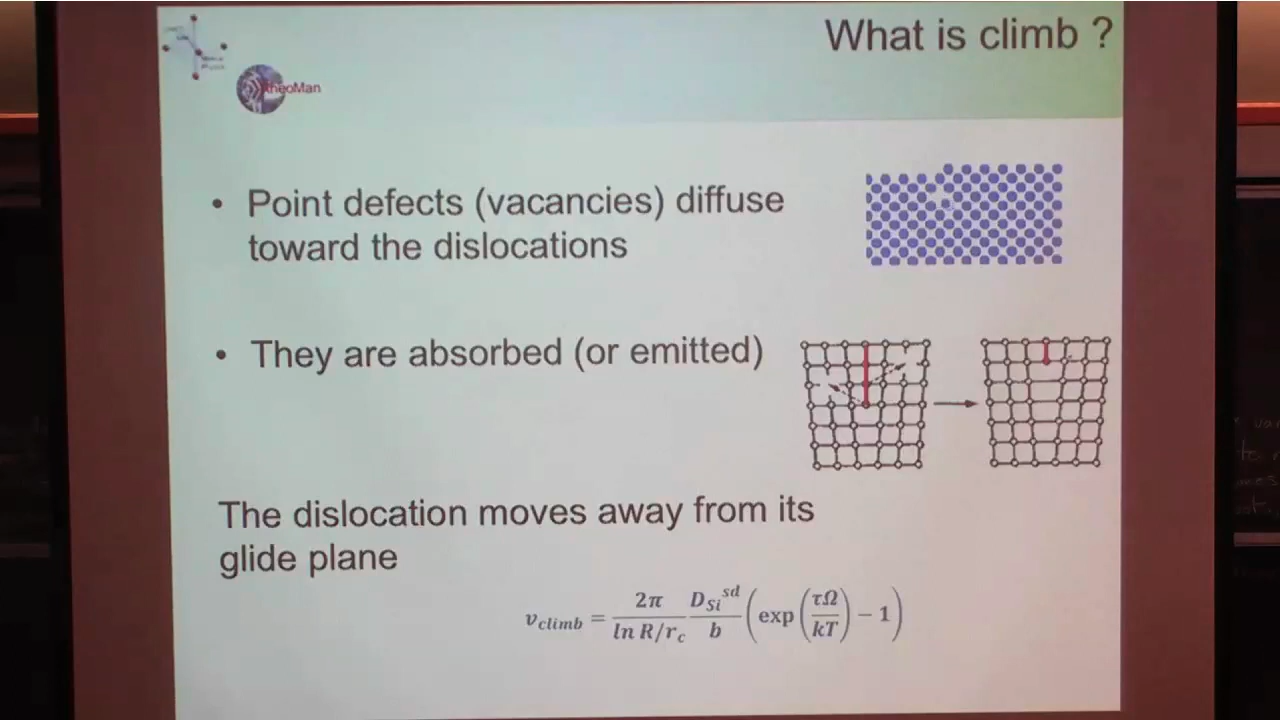 What is climb ?
RheoMan
• Point defects (vacancies) diffuse
toward the dislocations
• They are absorbed (or emitted)
The dislocation moves away from its
glide plane
v_climb = 2π / ln R/r_c D_Si^sd / b (exp(τΩ / kT) − 1)